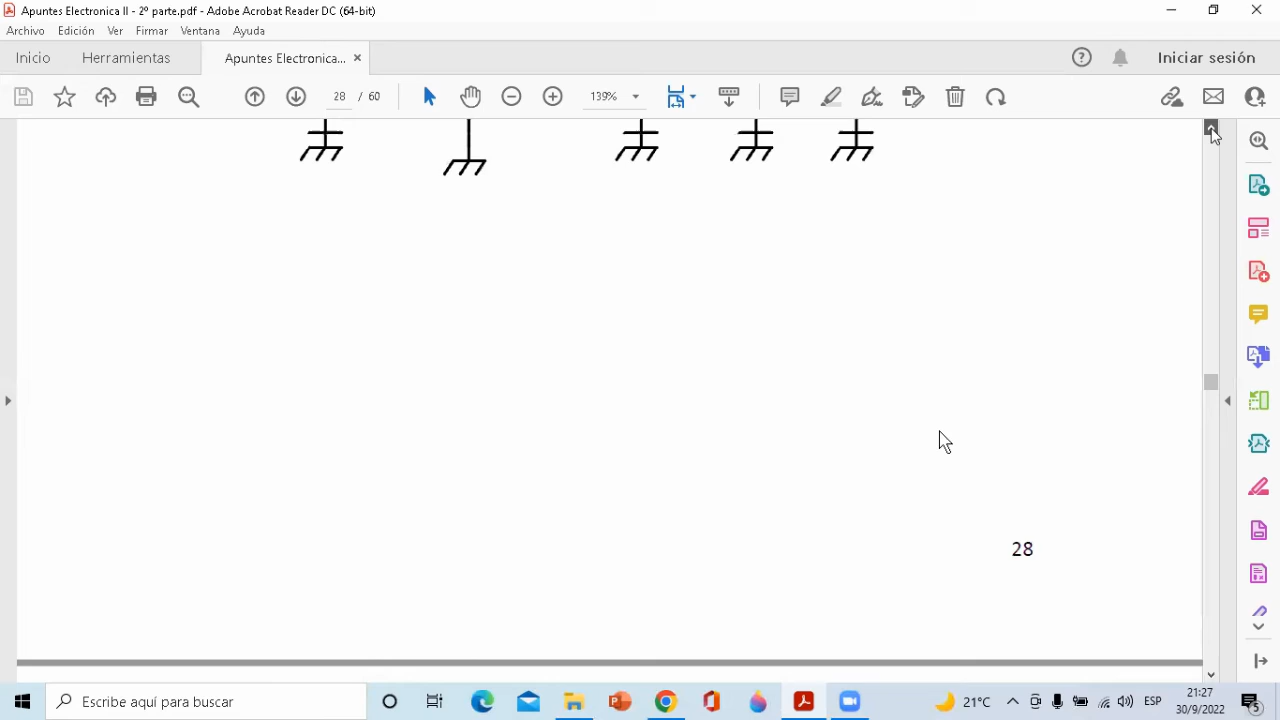 Apuntes Electronica II - 2º parte.pdf - Adobe Acrobat Reader DC (64-bit)
Archivo Edición Ver Firmar Ventana Ayuda
Inicio Herramientas Apuntes Electronica... Iniciar sesión
28 / 60 139%
28
Escribe aquí para buscar 21°C ESP 21:27
30/9/2022 5